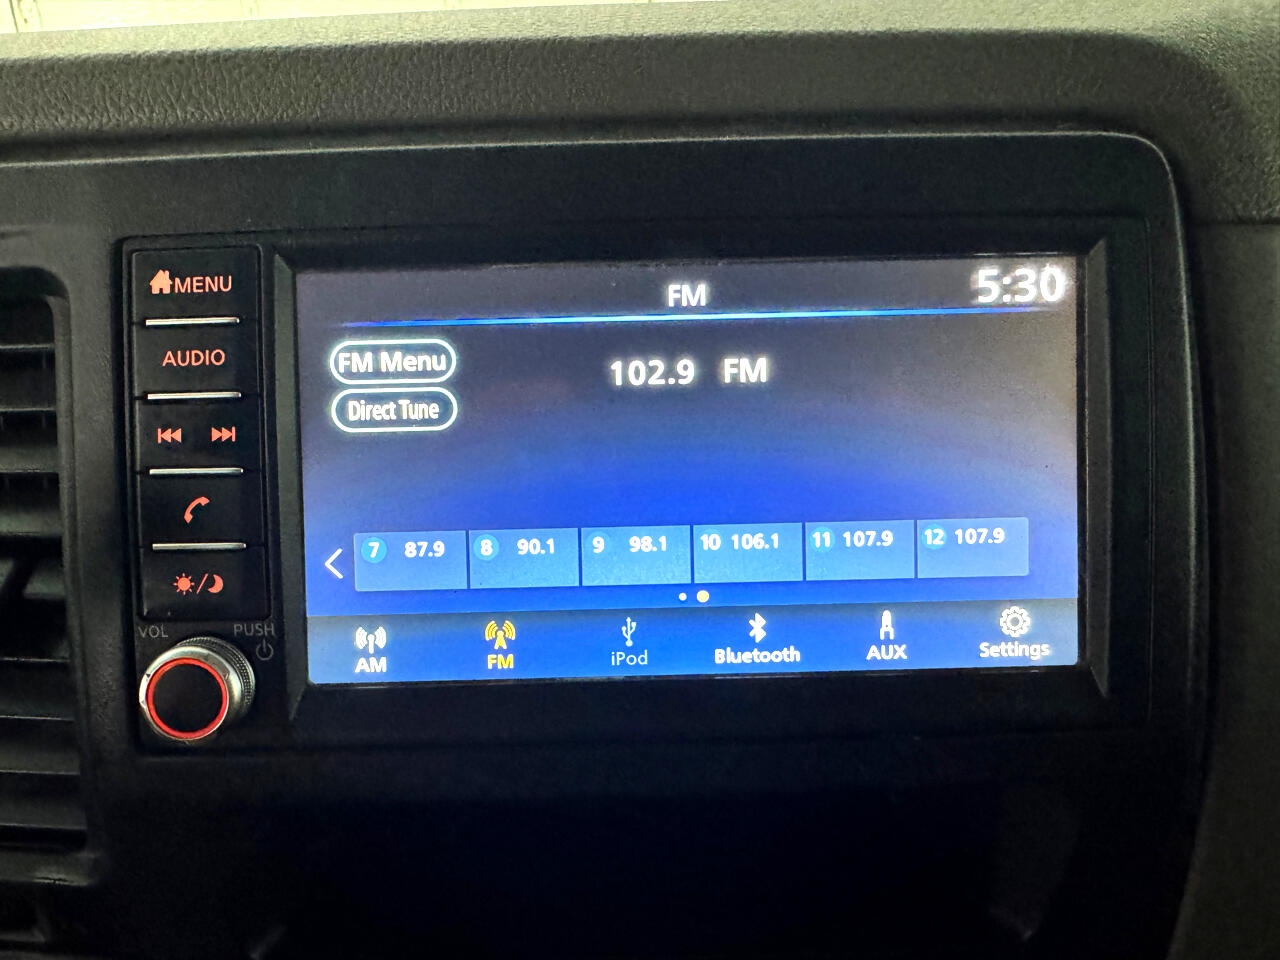 MENU
AUDIO
VOL PUSH
FM 5:30
FM Menu
102.9 FM
Direct Tune
7 87.9 8 90.1 9 98.1 10 106.1 11 107.9 12 107.9
AM FM iPod Bluetooth AUX Settings